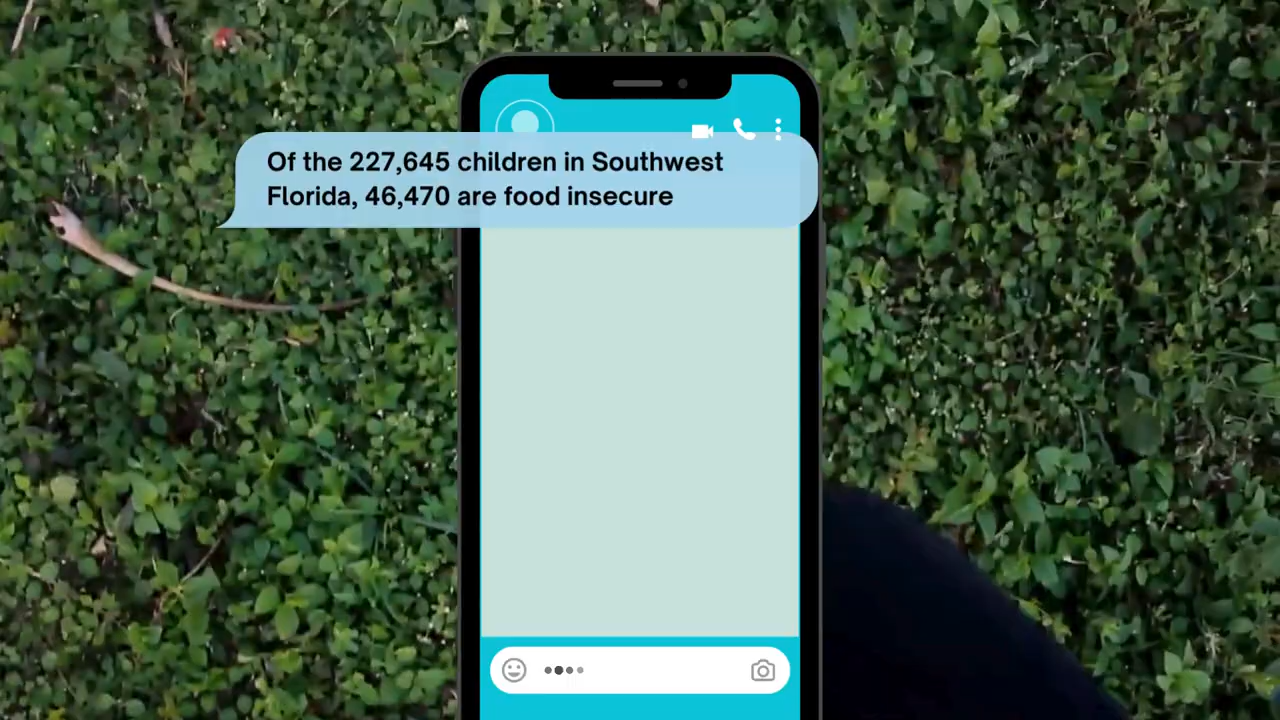 Of the 227,645 children in Southwest
Florida, 46,470 are food insecure